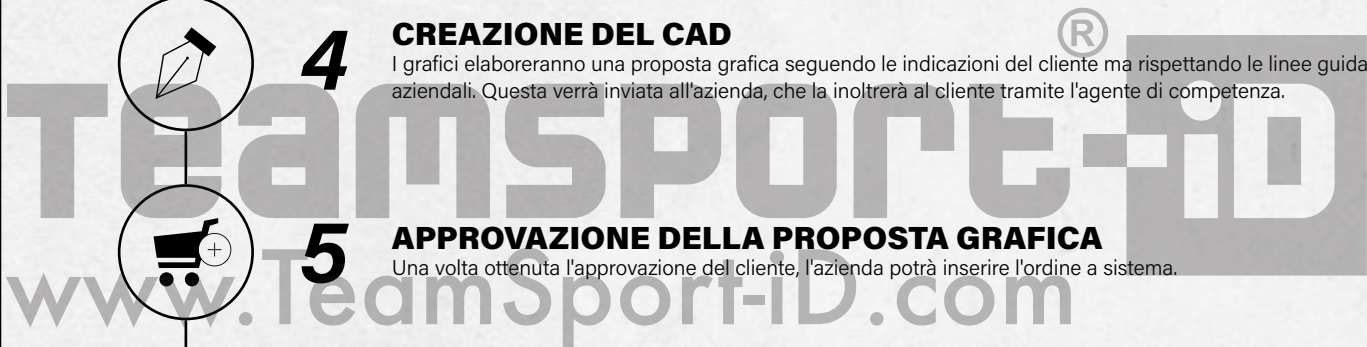 4
CREAZIONE DEL CAD
I grafici elaboreranno una proposta grafica seguendo le indicazioni del cliente ma rispettando le linee guida
aziendali. Questa verrà inviata all'azienda, che la inoltrerà al cliente tramite l'agente di competenza.
Teamsport-iD®
5
APPROVAZIONE DELLA PROPOSTA GRAFICA
Una volta ottenuta l'approvazione del cliente, l'azienda potrà inserire l'ordine a sistema.
www.TeamSport-iD.com